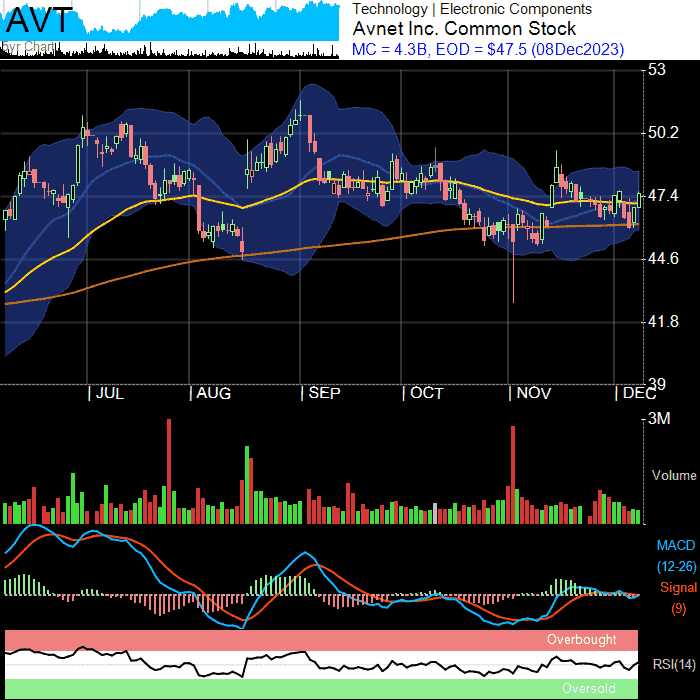 AVT
Technology | Electronic Components
Avnet Inc. Common Stock
5yr Chart
MC = 4.3B, EOD = $47.5 (08Dec2023)
53
50.2
47.4
44.6
41.8
39
| JUL | AUG | SEP | OCT | NOV | DEC
3M
Volume
MACD
(12-26)
Signal
(9)
Overbought
RSI(14)
Oversold